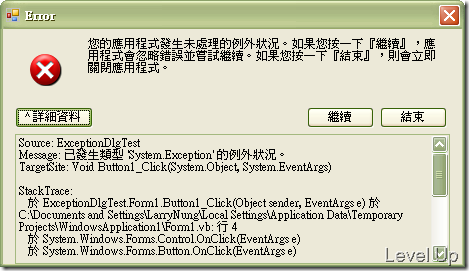 Error
您的應用程式發生未處理的例外狀況。如果您按一下『繼續』，應
用程式會忽略錯誤並嘗試繼續。如果您按一下『結束』，則會立即
關閉應用程式。
^詳細資料 繼續 結束
Source: ExceptionDlgTest
Message: 已發生類型 'System.Exception' 的例外狀況。
TargetSite: Void Button1_Click(System.Object, System.EventArgs)
StackTrace:
於 ExceptionDlgTest.Form1.Button1_Click(Object sender, EventArgs e) 於
C:\Documents and Settings\LarryNung\Local Settings\Application Data\Temporary
Projects\WindowsApplication1\Form1.vb: 行 4
於 System.Windows.Forms.Control.OnClick(EventArgs e)
於 System.Windows.Forms.Button.OnClick(EventArgs e)
Level Up